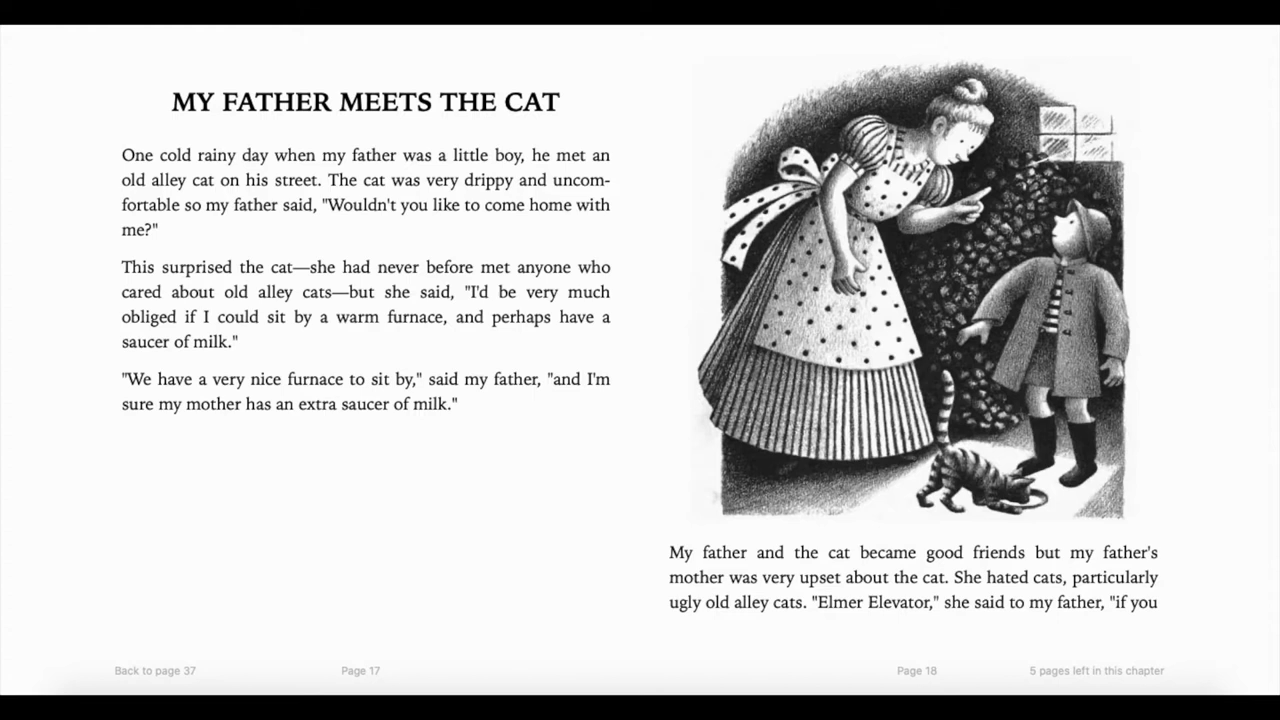 MY FATHER MEETS THE CAT
One cold rainy day when my father was a little boy, he met an
old alley cat on his street. The cat was very drippy and uncom-
fortable so my father said, "Wouldn't you like to come home with
me?"
This surprised the cat—she had never before met anyone who
cared about old alley cats—but she said, "I'd be very much
obliged if I could sit by a warm furnace, and perhaps have a
saucer of milk."
"We have a very nice furnace to sit by," said my father, "and I'm
sure my mother has an extra saucer of milk."
My father and the cat became good friends but my father's
mother was very upset about the cat. She hated cats, particularly
ugly old alley cats. "Elmer Elevator," she said to my father, "if you
Back to page 37
Page 17
Page 18
5 pages left in this chapter